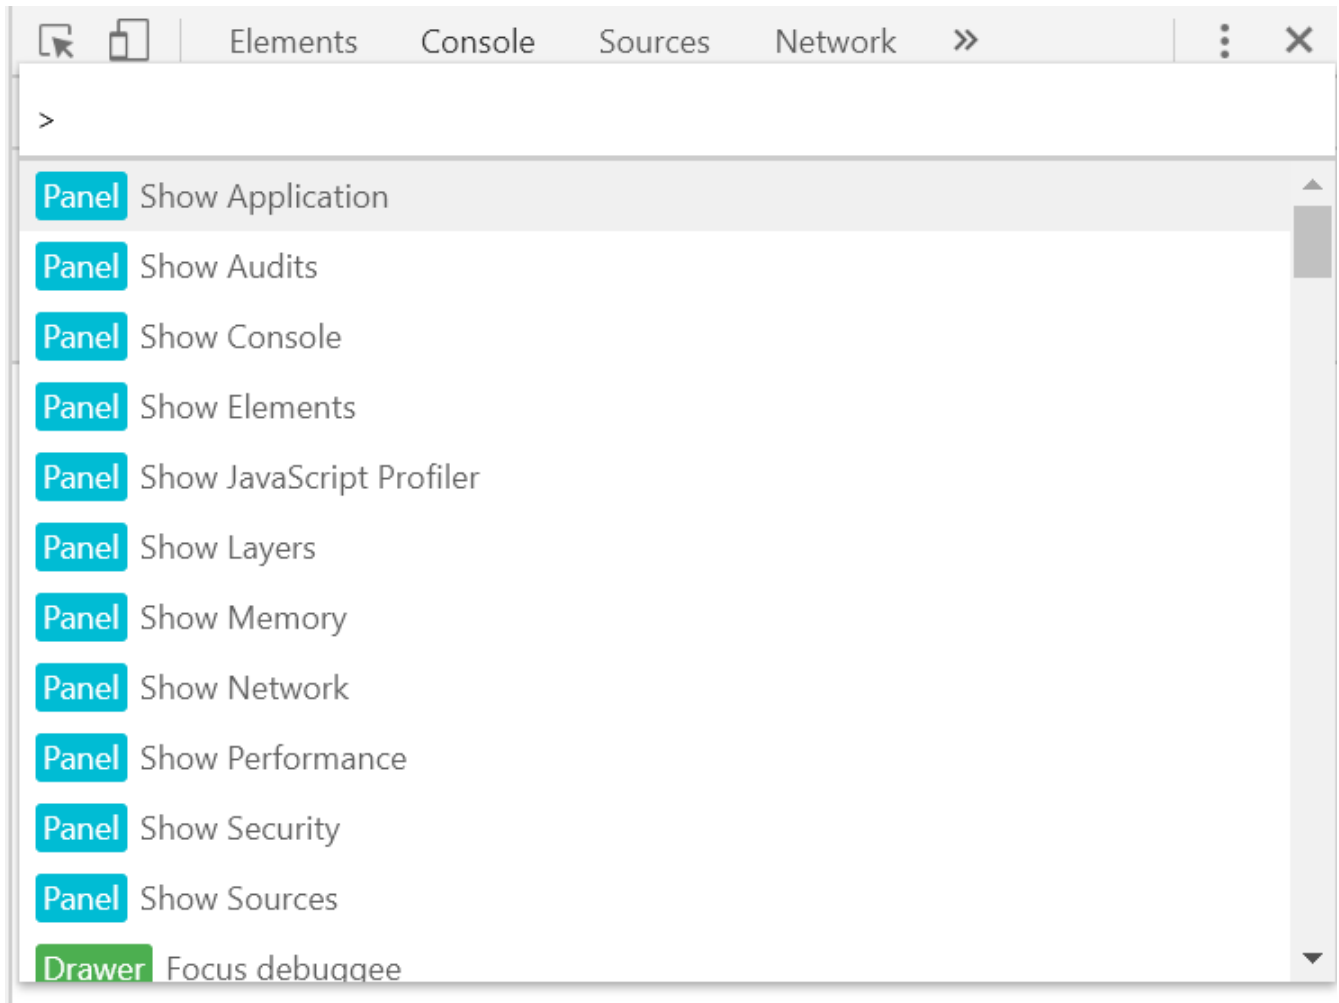 Elements Console Sources Network
>
Panel Show Application
Panel Show Audits
Panel Show Console
Panel Show Elements
Panel Show JavaScript Profiler
Panel Show Layers
Panel Show Memory
Panel Show Network
Panel Show Performance
Panel Show Security
Panel Show Sources
Drawer Focus debuggee